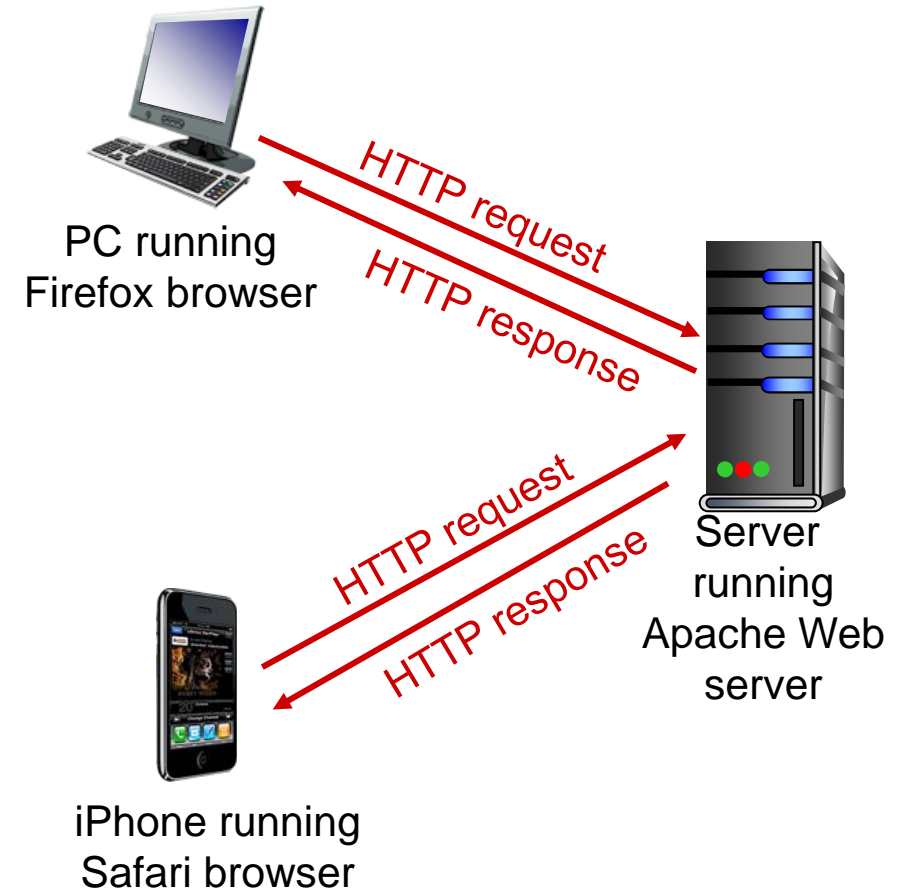 HTTP request
HTTP response
PC running
Firefox browser
HTTP request
HTTP response
Server
running
Apache Web
server
iPhone running
Safari browser